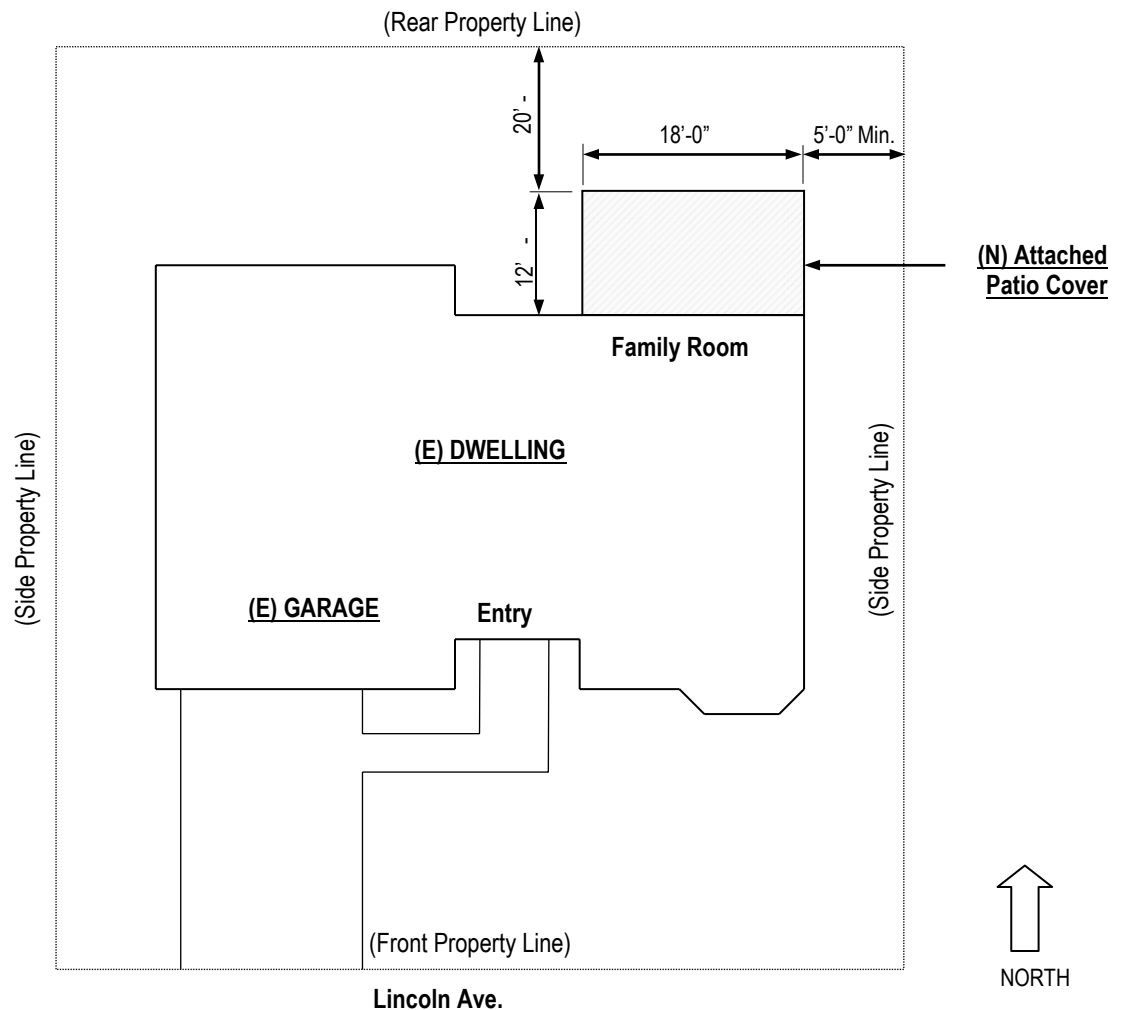 (Rear Property Line)
20' -
18'-0"
5'-0" Min.
12' -
(N) Attached
Patio Cover
Family Room
(E) DWELLING
(Side Property Line)
(Side Property Line)
(E) GARAGE
Entry
(Front Property Line)
NORTH
Lincoln Ave.